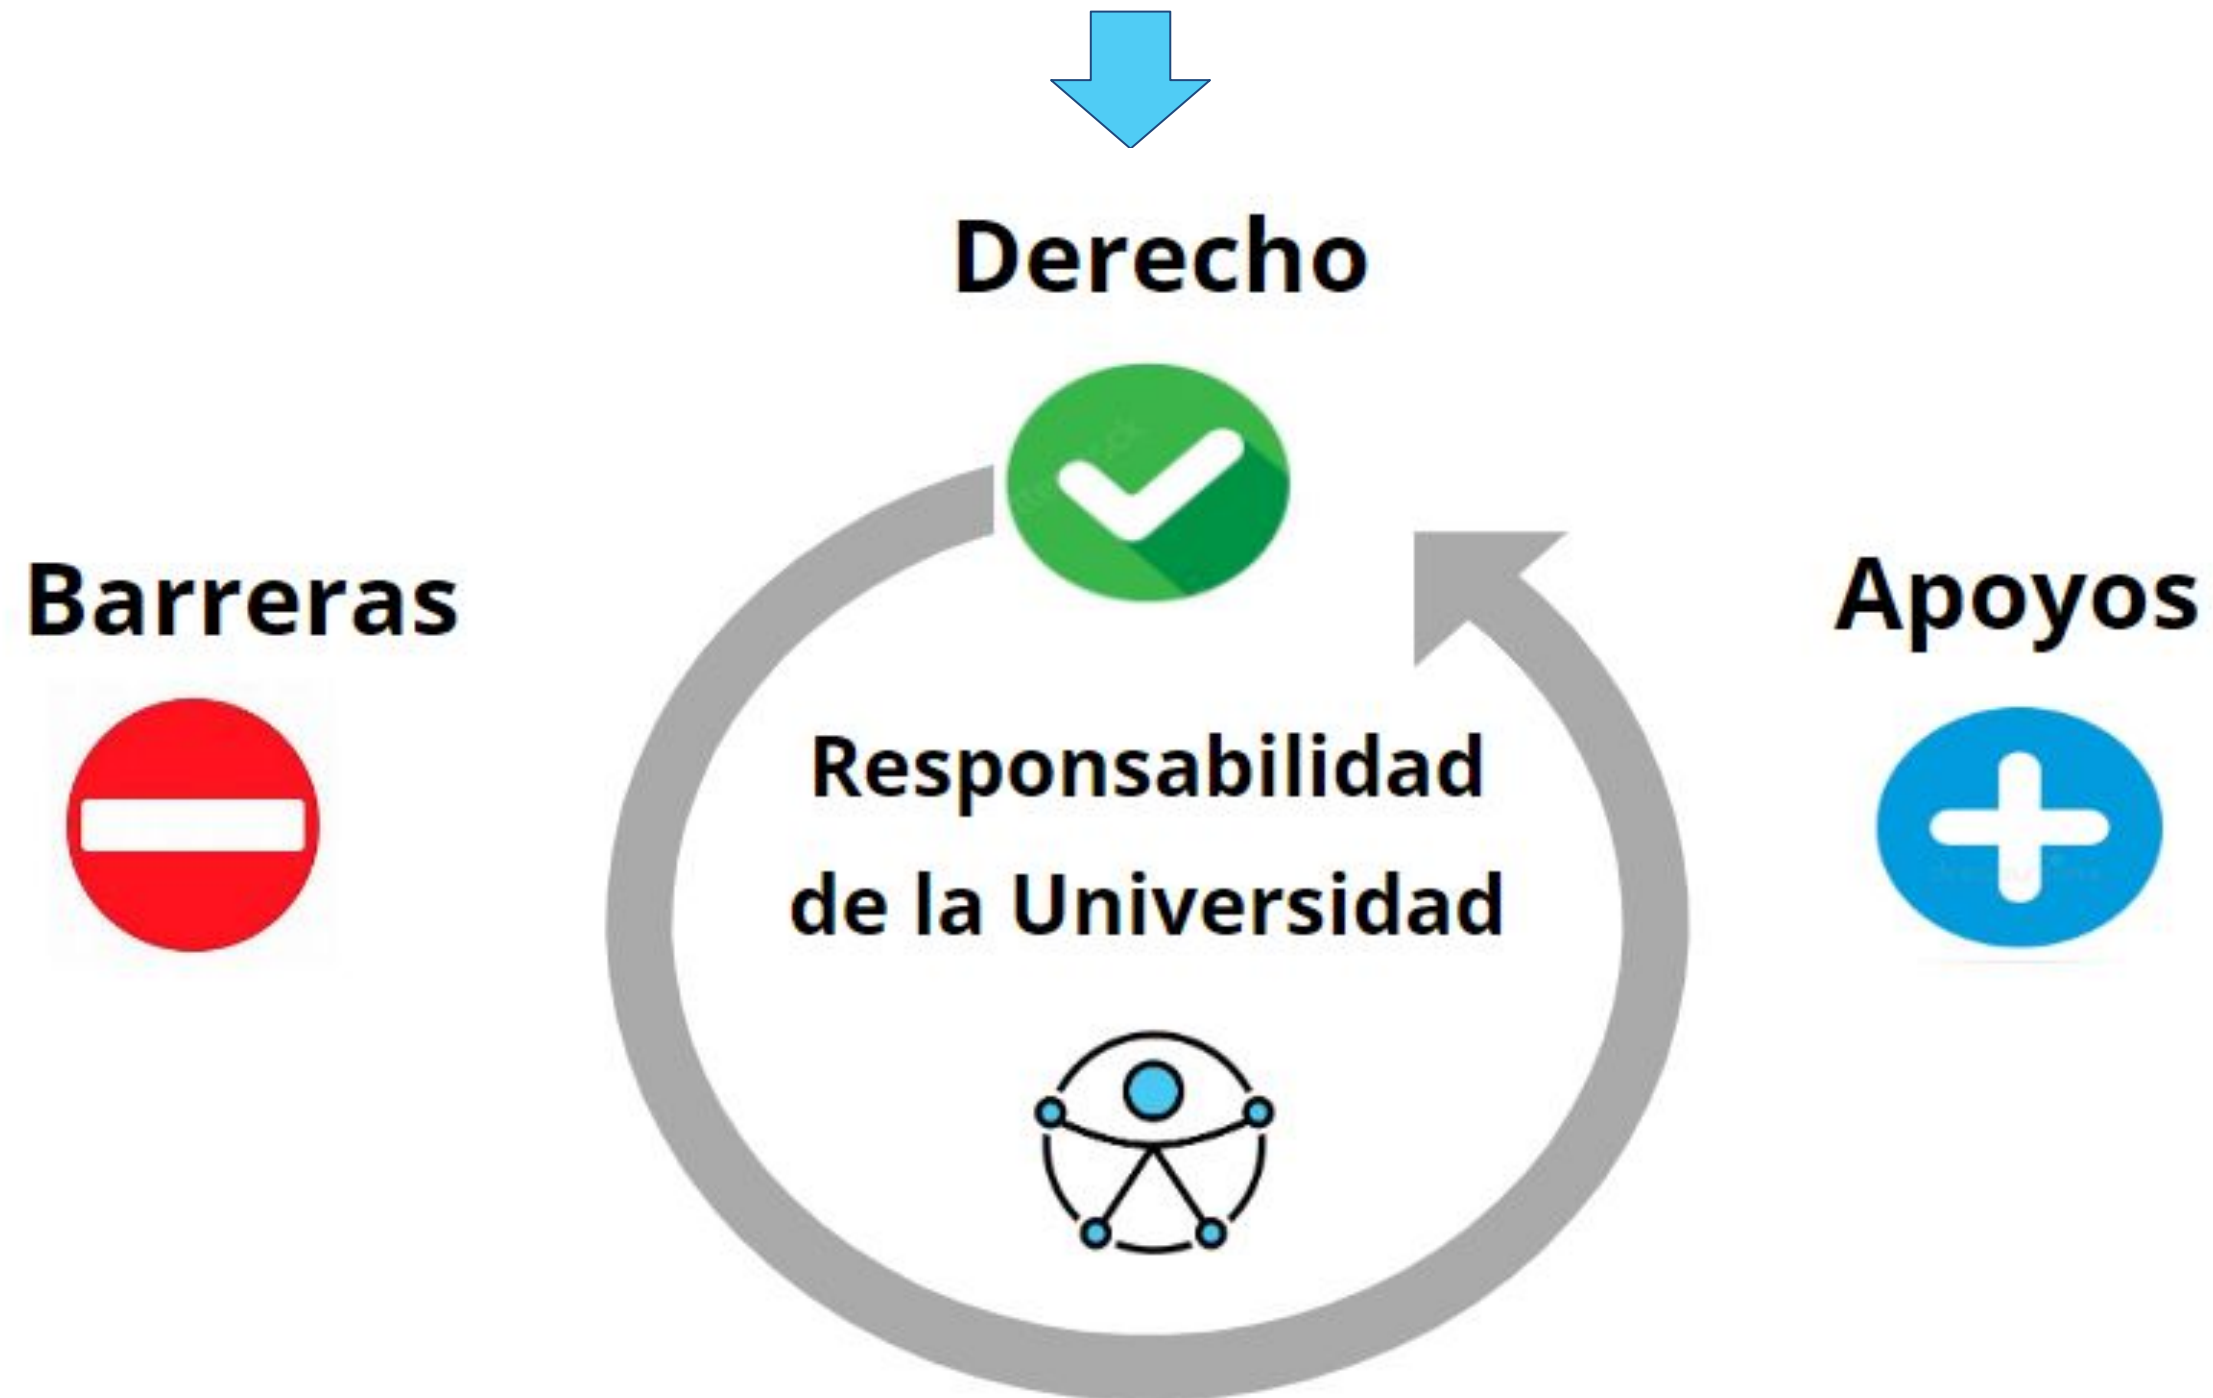 Derecho
Barreras
Apoyos
Responsabilidad
de la Universidad